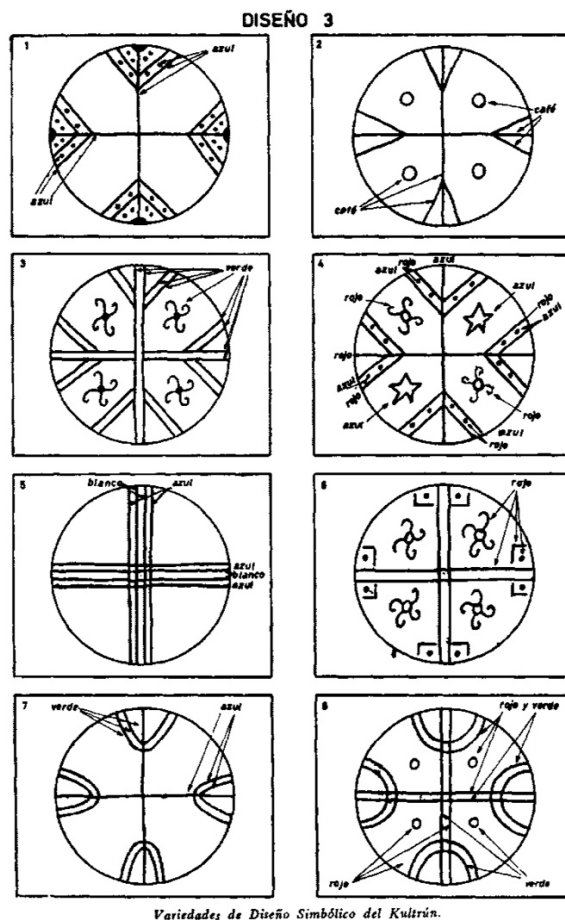 DISEÑO 3
1
azul
azul
2
café
café
3
verde
4
rojo
azul
azul
rojo
azul
rojo
azul
rojo
azul
rojo
azul
rojo
azul
rojo
azul
rojo
5
blanco
azul
azul
blanco
azul
6
rojo
7
verde
azul
8
rojo y verde
rojo
verde
Variedades de Diseño Simbólico del Kultrún.